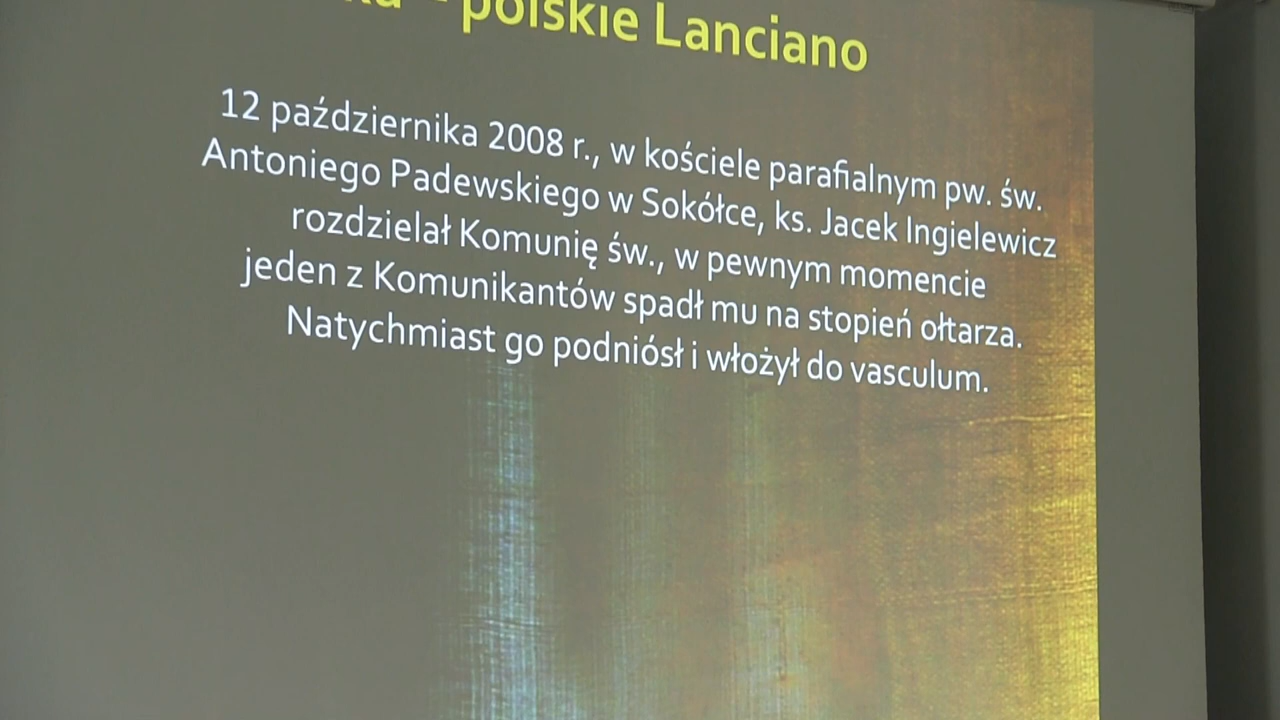 – polskie Lanciano
12 października 2008 r., w kościele parafialnym pw. św.
Antoniego Padewskiego w Sokółce, ks. Jacek Ingielewicz
rozdzielał Komunię św., w pewnym momencie
jeden z Komunikantów spadł mu na stopień ołtarza.
Natychmiast go podniósł i włożył do vasculum.